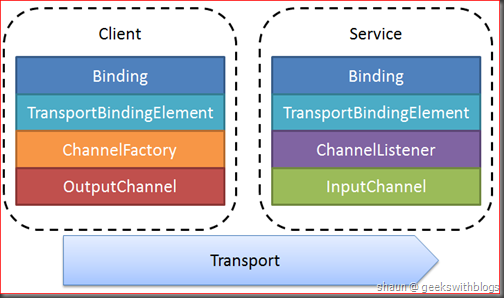 Client
Binding
TransportBindingElement
ChannelFactory
OutputChannel
Service
Binding
TransportBindingElement
ChannelListener
InputChannel
Transport
shaun @ geekswithblogs